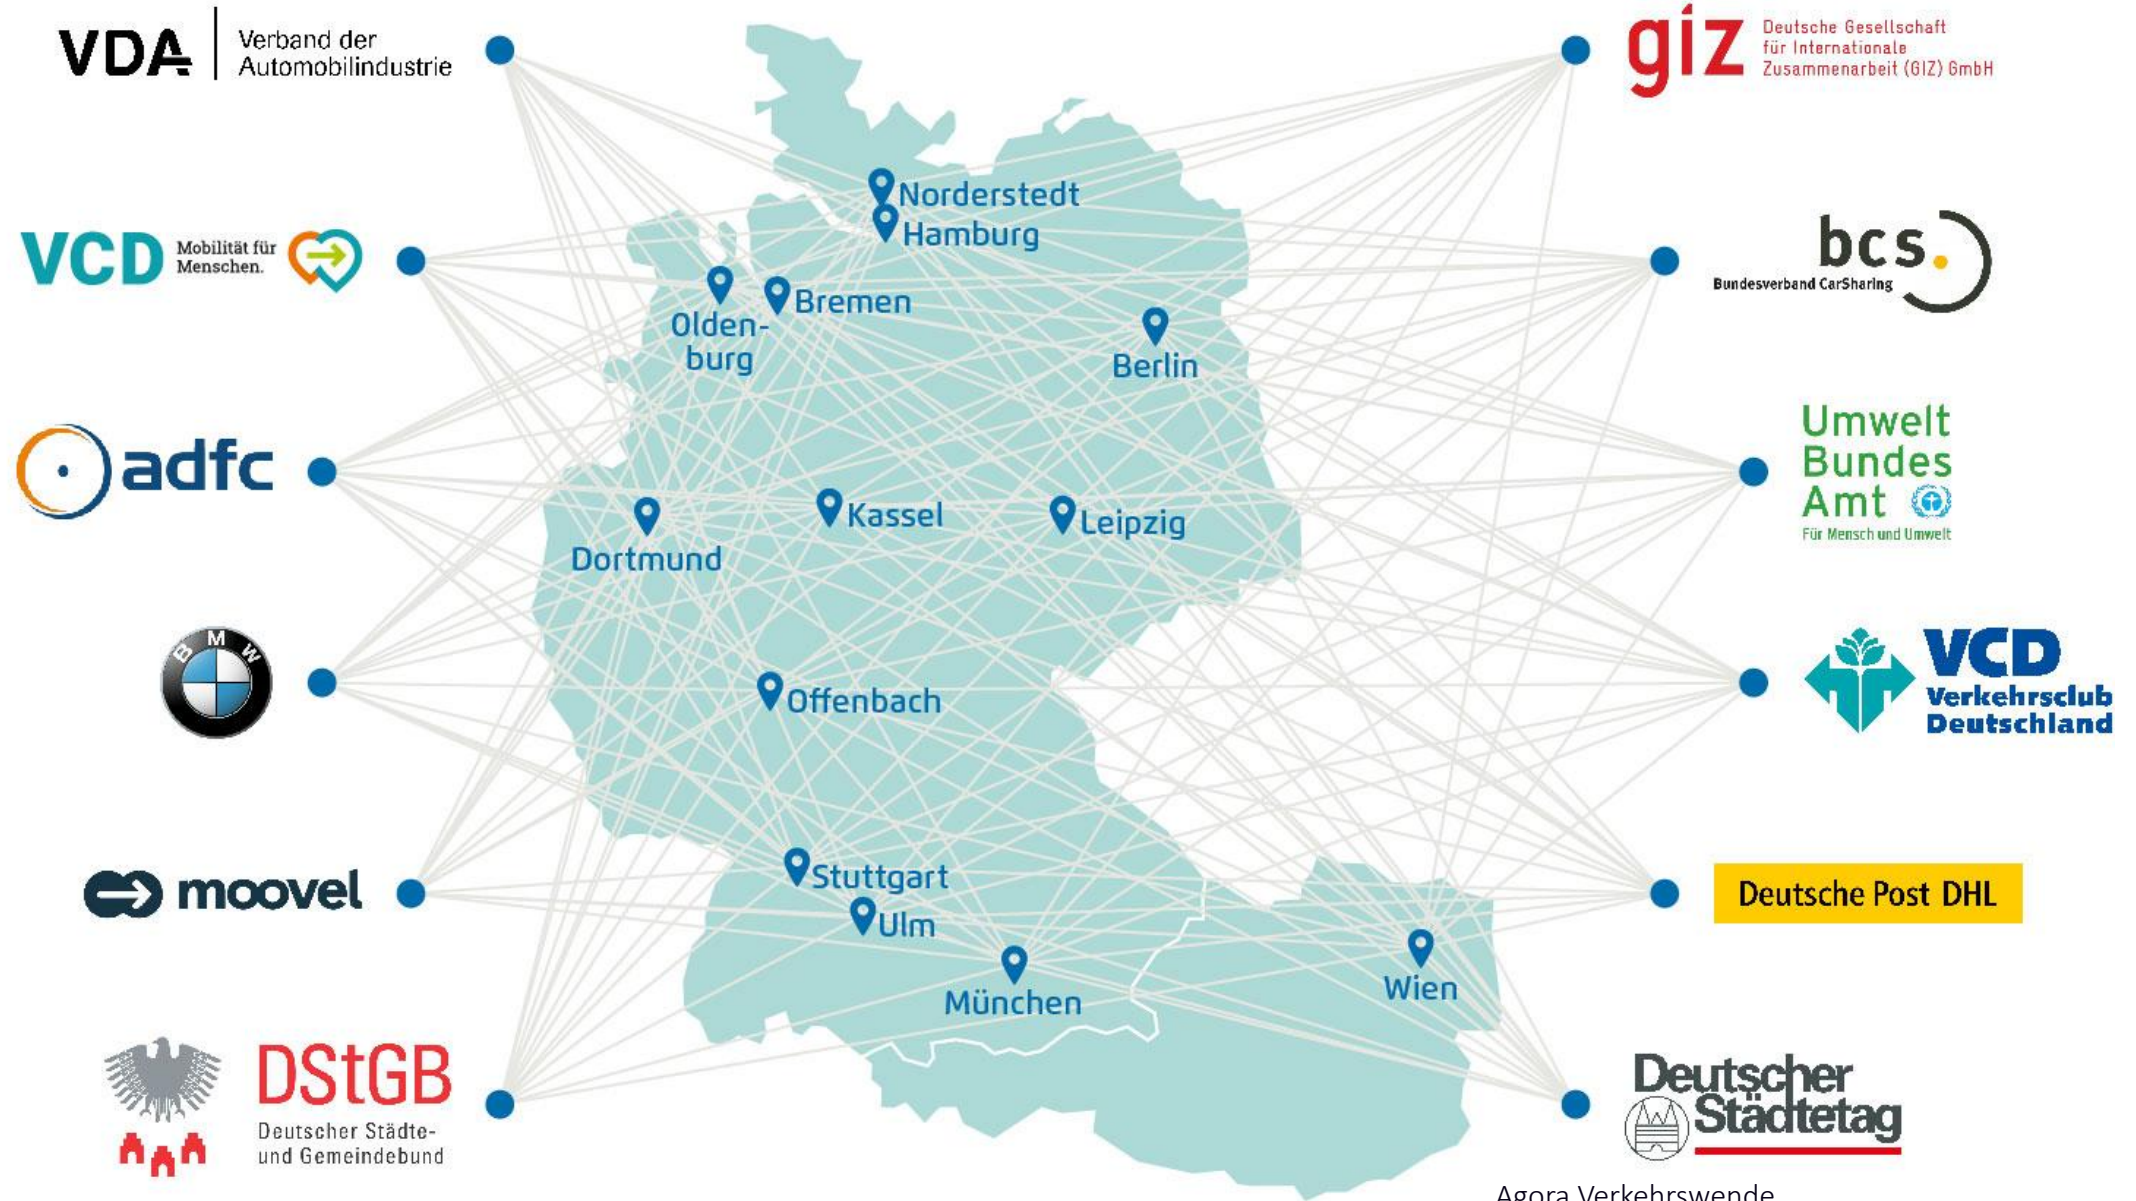 VDA
Verband der
Automobilindustrie
giz
Deutsche Gesellschaft
für Internationale
Zusammenarbeit (GIZ) GmbH
VCD
Mobilität für
Menschen.
bcs.
Bundesverband CarSharing
Norderstedt
Hamburg
Bremen
Olden-
burg
Berlin
adfc
Umwelt
Bundes
Amt
Für Mensch und Umwelt
Kassel
Leipzig
Dortmund
BMW
VCD
Verkehrsclub
Deutschland
Offenbach
moovel
Stuttgart
Ulm
München
Wien
Deutsche Post DHL
DStGB
Deutscher Städte-
und Gemeindebund
Deutscher
Städtetag
Agora Verkehrswende